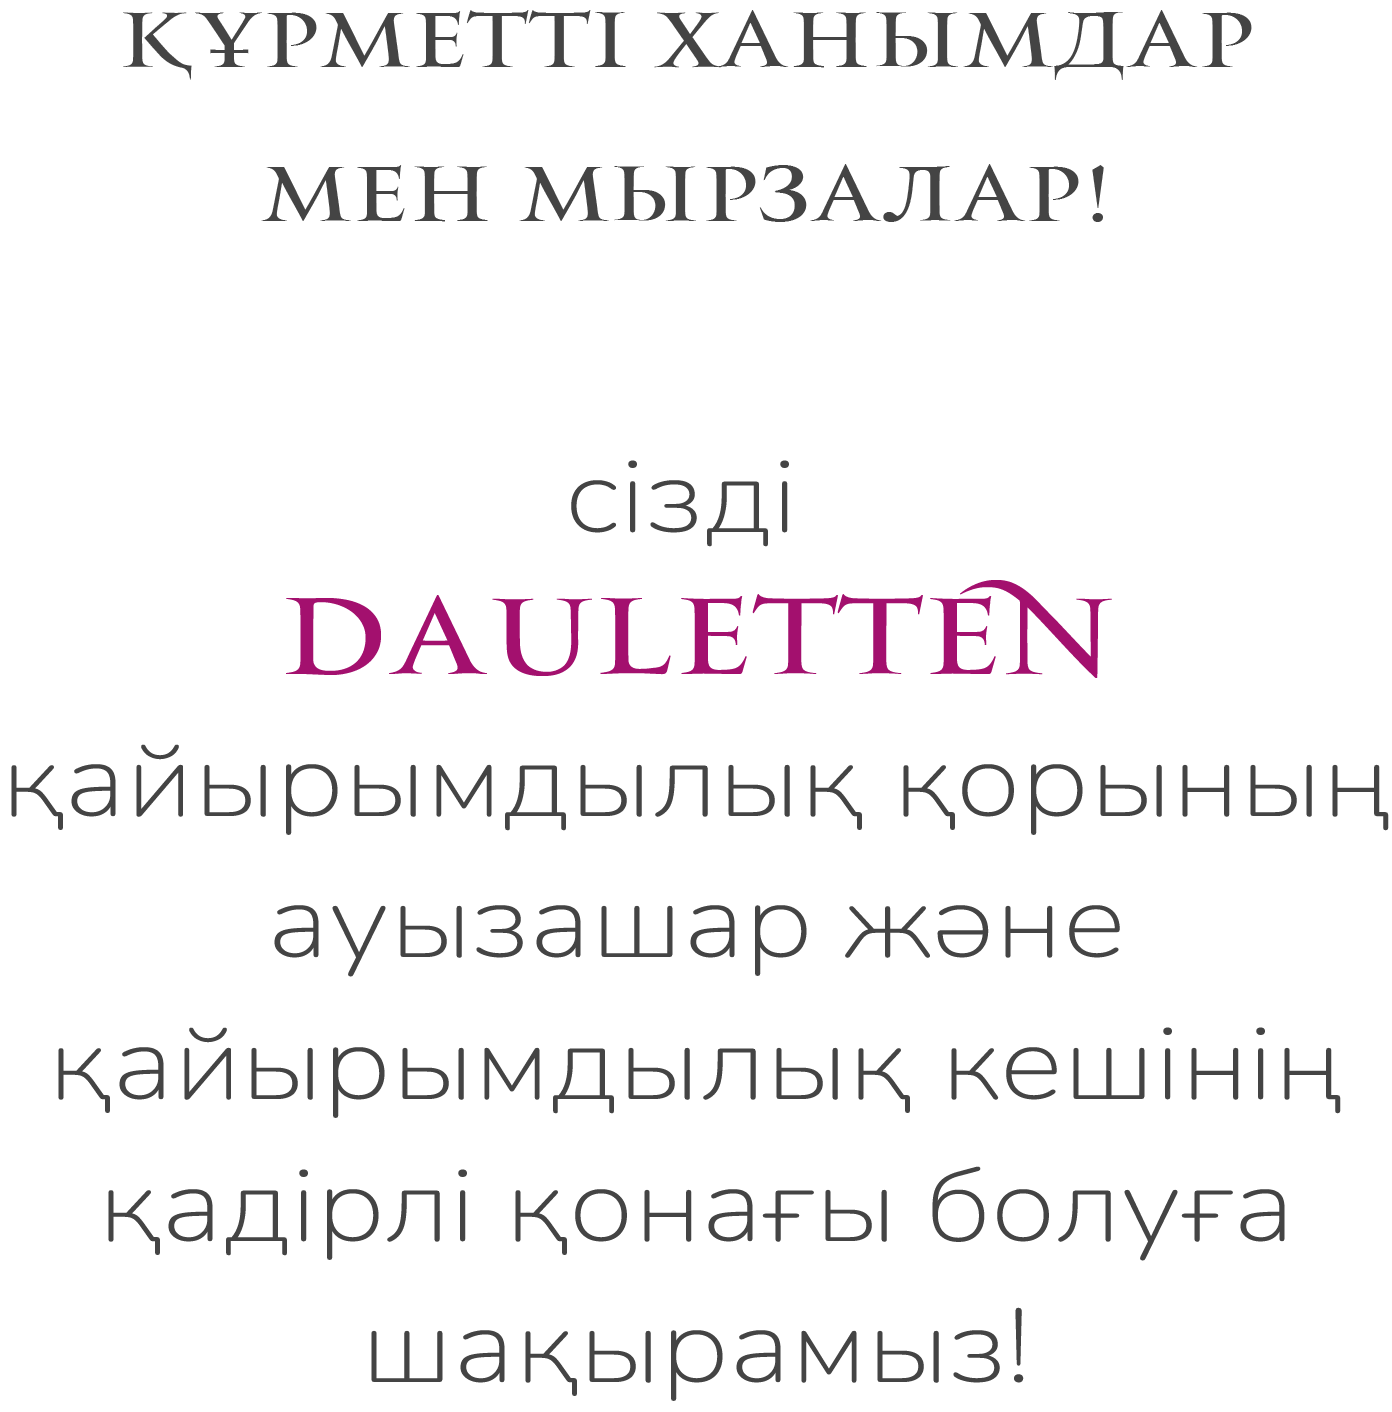 ҚҰРМЕТТІ ХАНЫМДАР
МЕН МЫРЗАЛАР!
сізді
DAULETTEN
қайырымдылық қорының
ауызашар және
қайырымдылық кешінің
қадірлі қонағы болуға
шақырамыз!